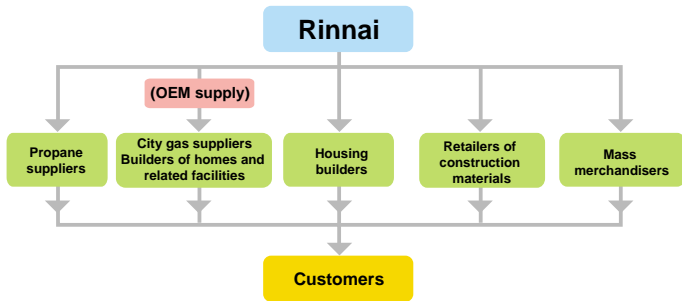 Rinnai
(OEM supply)
Propane
suppliers
City gas suppliers
Builders of homes and
related facilities
Housing
builders
Retailers of
construction
materials
Mass
merchandisers
Customers